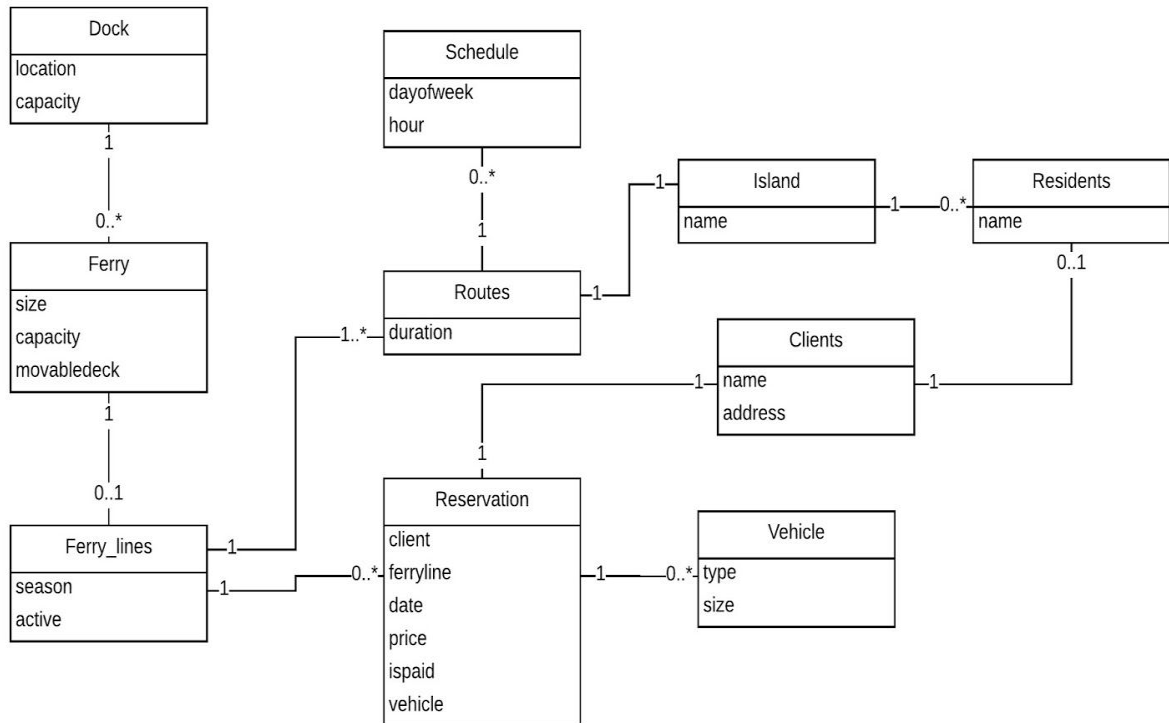 Dock
location
capacity
1
0..*
Ferry
size
capacity
movabledeck
1
0..1
Ferry_lines
season
active
1
1..*
1
0..*
Schedule
dayofweek
hour
0..*
1
Routes
duration
1
1
Island
name
1
0..*
Residents
name
0..1
1
Clients
name
address
1
1
Reservation
client
ferryline
date
price
ispaid
vehicle
1
0..*
Vehicle
type
size